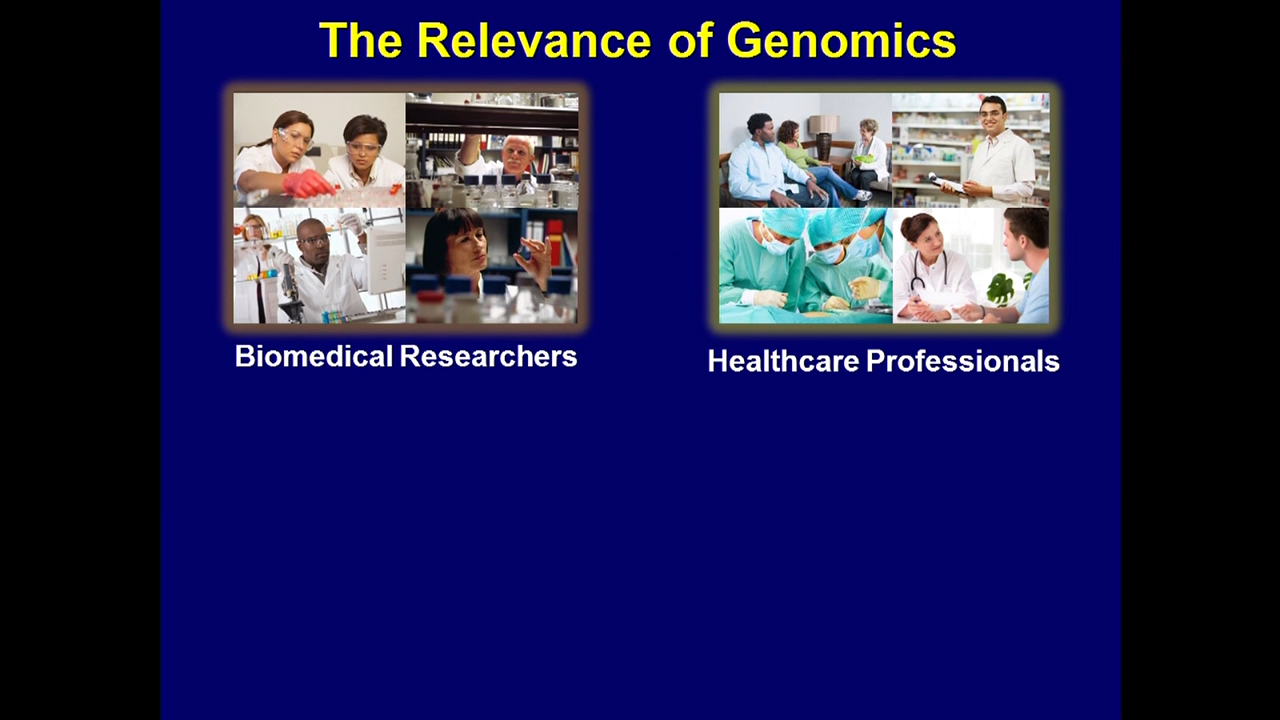 The Relevance of Genomics
Biomedical Researchers
Healthcare Professionals